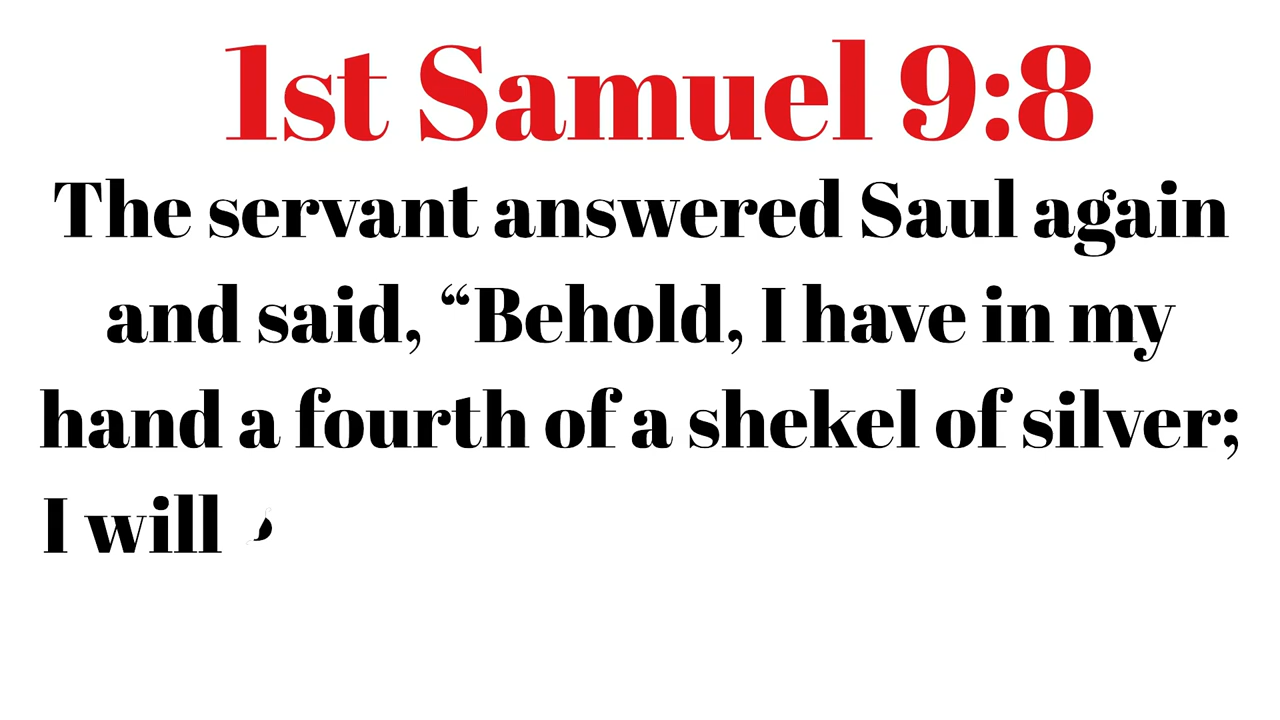 1st Samuel 9:8
The servant answered Saul again
and said, “Behold, I have in my
hand a fourth of a shekel of silver;
I will